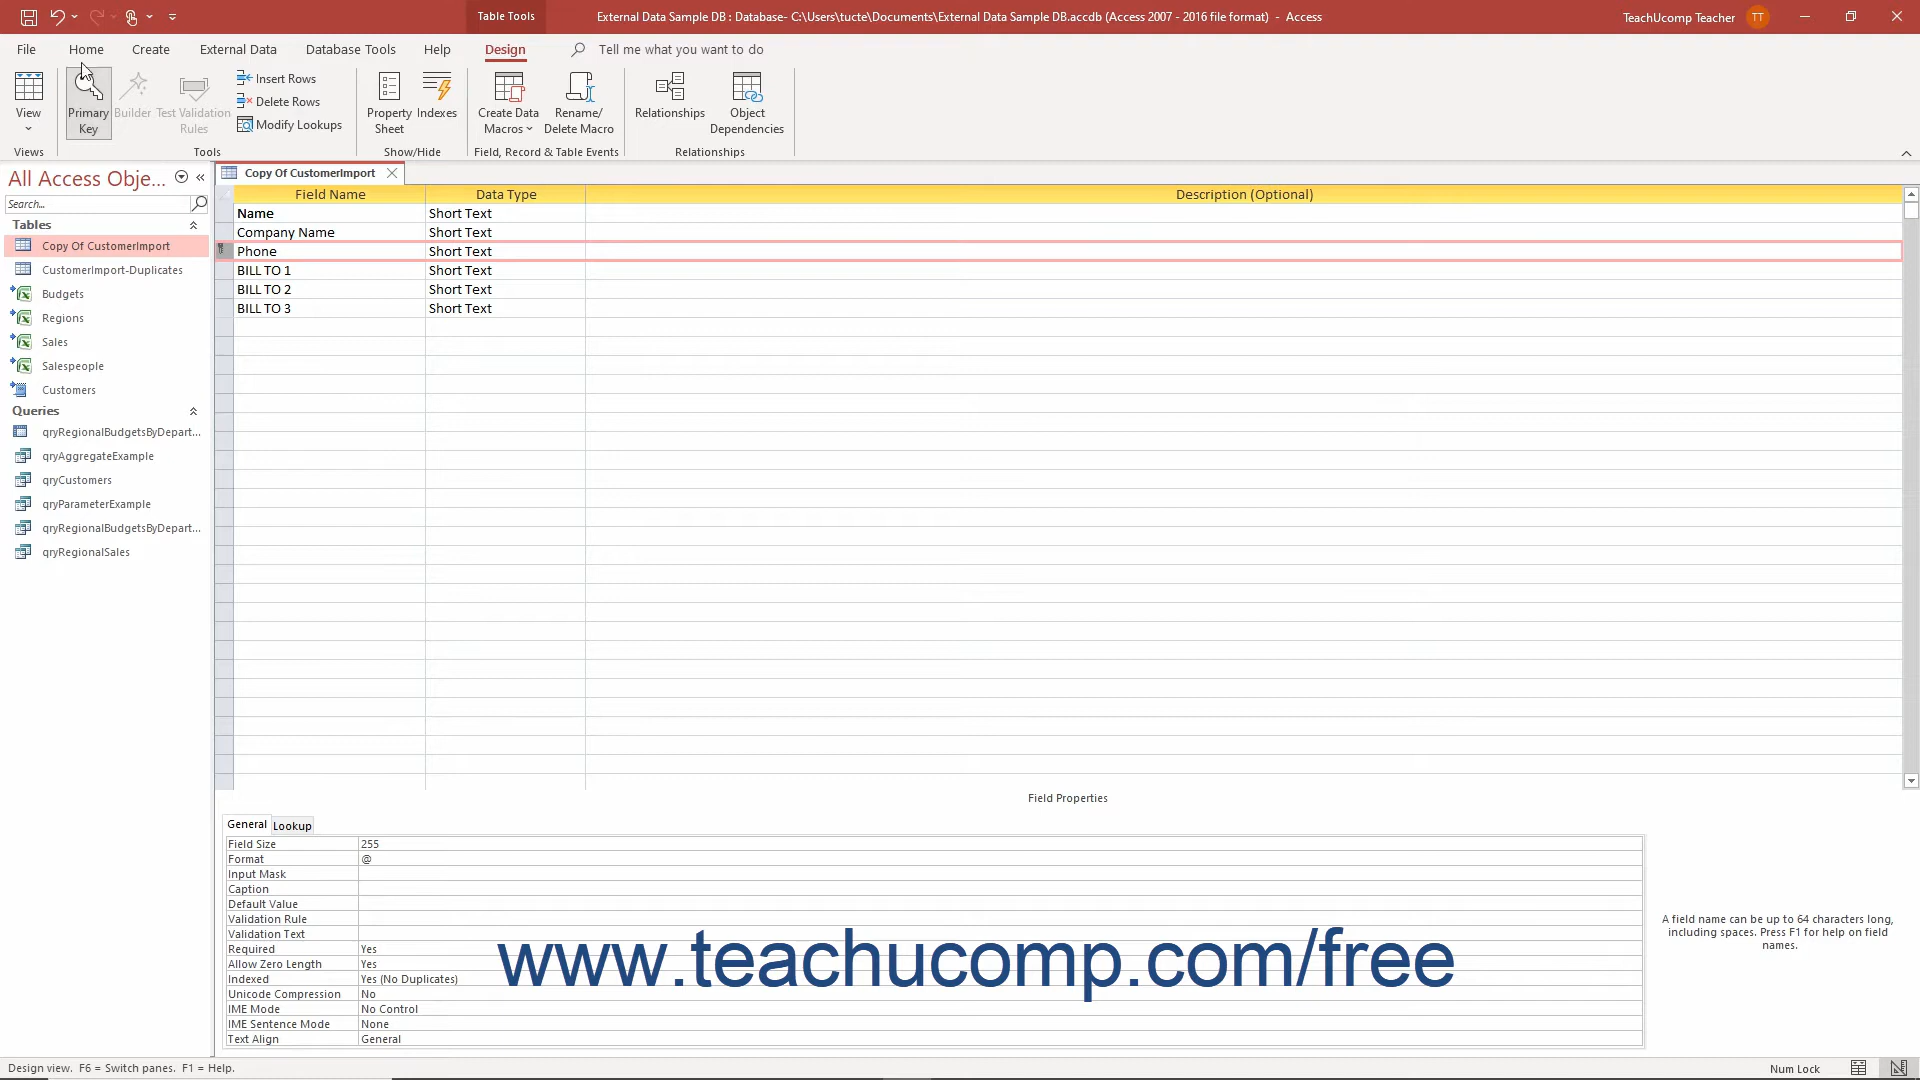 Table Tools
External Data Sample DB : Database- C:\Users\tucte\Documents\External Data Sample DB.accdb (Access 2007 - 2016 file format) - Access
TeachUcomp Teacher
TT
File
Home
Create
External Data
Database Tools
Help
Design
Tell me what you want to do
View
Primary
Key
Builder
Test Validation
Rules
Insert Rows
Delete Rows
Modify Lookups
Property
Sheet
Indexes
Create Data
Macros
Rename/
Delete Macro
Relationships
Object
Dependencies
Views
Tools
Show/Hide
Field, Record & Table Events
Relationships
All Access Obje...
Search...
Tables
Copy Of CustomerImport
CustomerImport-Duplicates
Budgets
Regions
Sales
Salespeople
Customers
Queries
qryRegionalBudgetsByDepart...
qryAggregateExample
qryCustomers
qryParameterExample
qryRegionalBudgetsByDepart...
qryRegionalSales
Copy Of CustomerImport
Field Name Data Type Description (Optional)
Name Short Text
Company Name Short Text
Phone Short Text
BILL TO 1 Short Text
BILL TO 2 Short Text
BILL TO 3 Short Text
Field Properties
General Lookup
Field Size 255
Format @
Input Mask
Caption
Default Value
Validation Rule
Validation Text
Required Yes
Allow Zero Length Yes
Indexed Yes (No Duplicates)
Unicode Compression No
IME Mode No Control
IME Sentence Mode None
Text Align General
www.teachucomp.com/free
A field name can be up to 64 characters long,
including spaces. Press F1 for help on field
names.
Design view. F6 = Switch panes. F1 = Help.
Num Lock